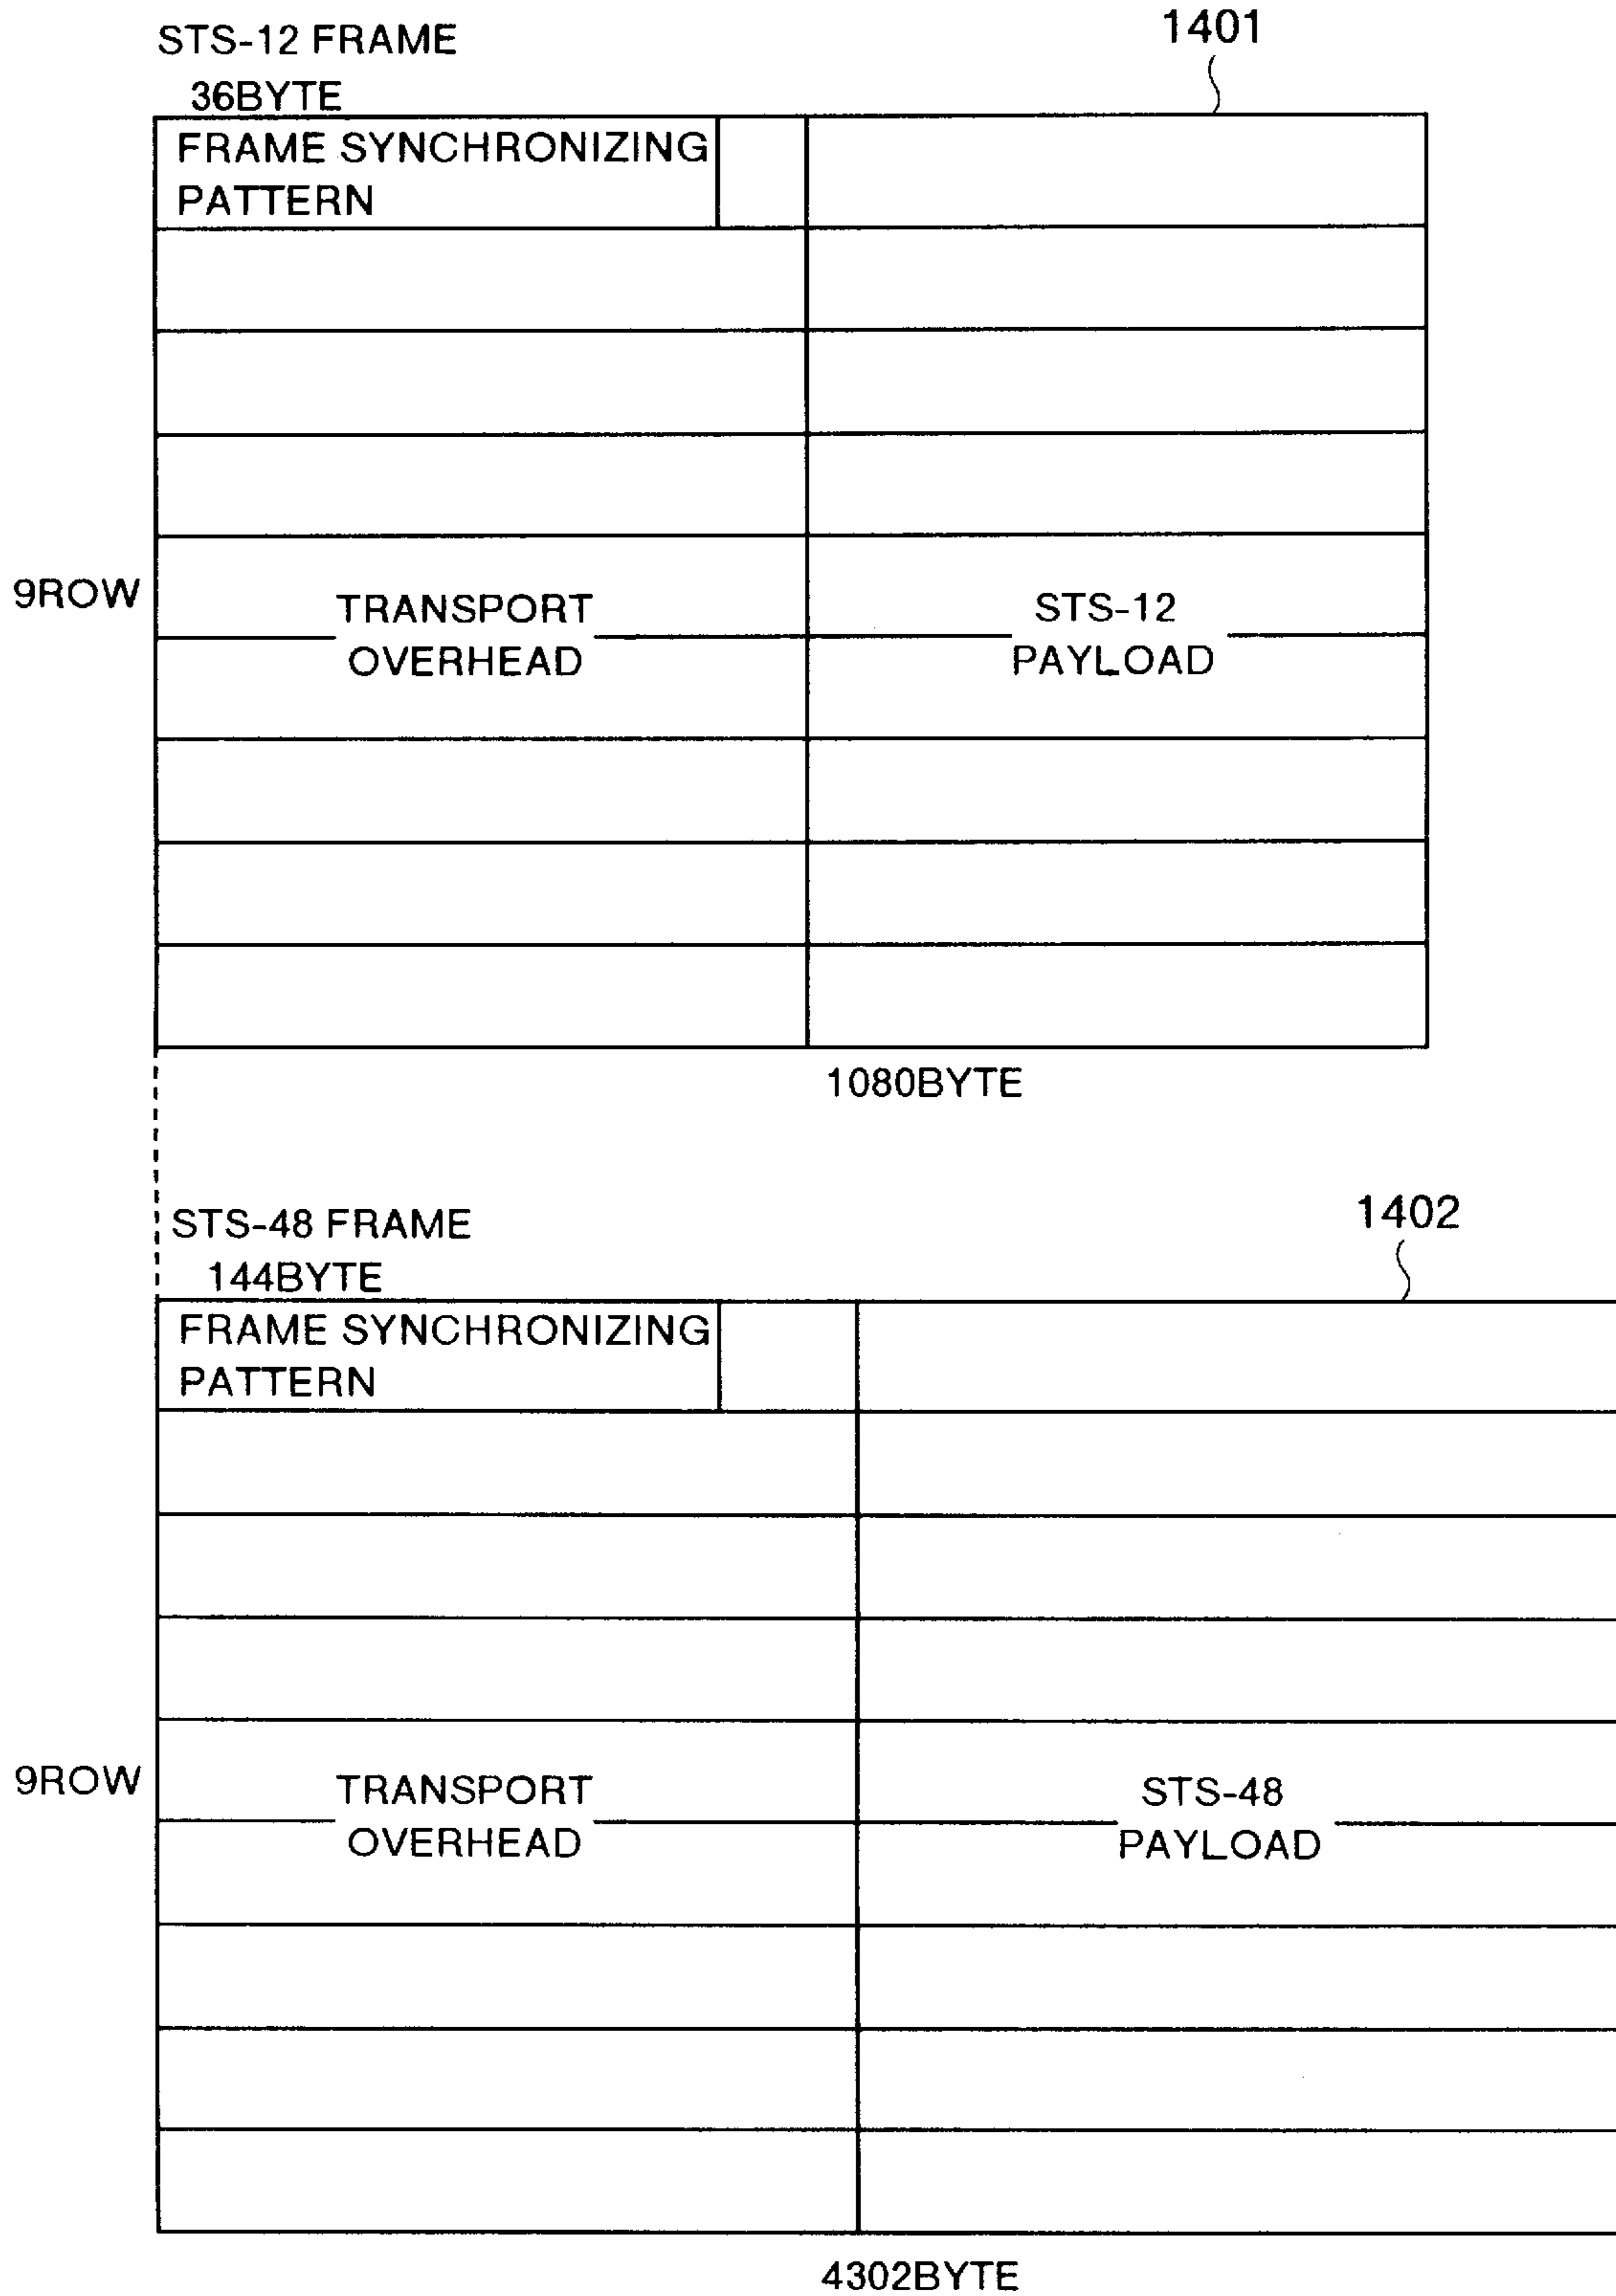 STS-12 FRAME
1401
36BYTE
FRAME SYNCHRONIZING
PATTERN
9ROW
TRANSPORT
OVERHEAD
STS-12
PAYLOAD
1080BYTE
STS-48 FRAME
1402
144BYTE
FRAME SYNCHRONIZING
PATTERN
9ROW
TRANSPORT
OVERHEAD
STS-48
PAYLOAD
4302BYTE